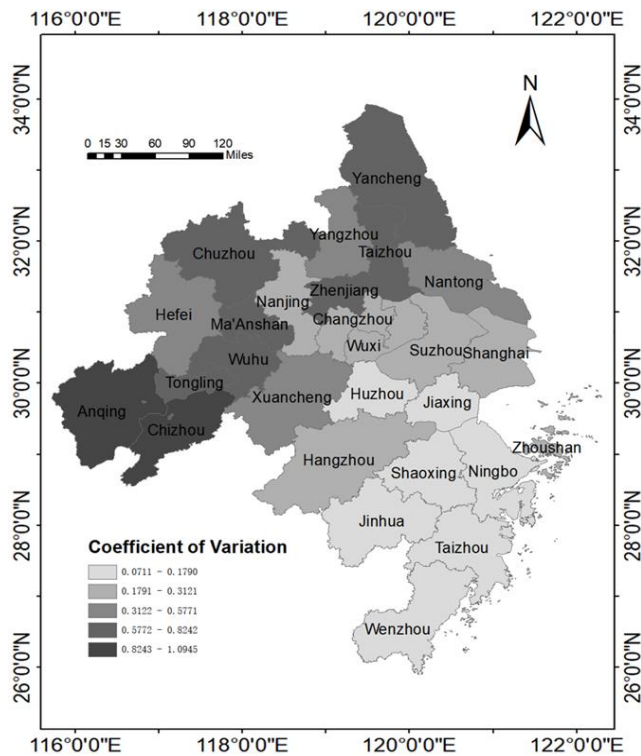 116°0'0"E 118°0'0"E 120°0'0"E 122°0'0"E
34°0'0"N 34°0'0"N
N
0 15 30 60 90 120
Miles
Yancheng
32°0'0"N 32°0'0"N
Yangzhou
Chuzhou
Taizhou
Nantong
Zhenjiang
Nanjing
Hefei
Changzhou
Ma'Anshan
Wuxi
Suzhou
Shanghai
Wuhu
30°0'0"N 30°0'0"N
Tongling
Xuancheng
Huzhou
Jiaxing
Anqing
Chizhou
Zhoushan
Hangzhou
Shaoxing
Ningbo
28°0'0"N 28°0'0"N
Jinhua
Taizhou
Coefficient of Variation
0.0711 - 0.1790
0.1791 - 0.3121
0.3122 - 0.5771
0.5772 - 0.8242
0.8243 - 1.0945
Wenzhou
26°0'0"N 26°0'0"N
116°0'0"E 118°0'0"E 120°0'0"E 122°0'0"E